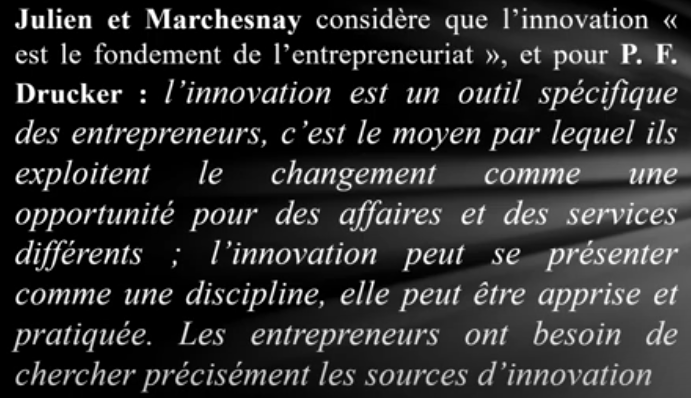 Julien et Marchesnay considère que l’innovation «
est le fondement de l’entrepreneuriat », et pour P. F.
Drucker : l’innovation est un outil spécifique
des entrepreneurs, c’est le moyen par lequel ils
exploitent le changement comme une
opportunité pour des affaires et des services
différents ; l’innovation peut se présenter
comme une discipline, elle peut être apprise et
pratiquée. Les entrepreneurs ont besoin de
chercher précisément les sources d’innovation